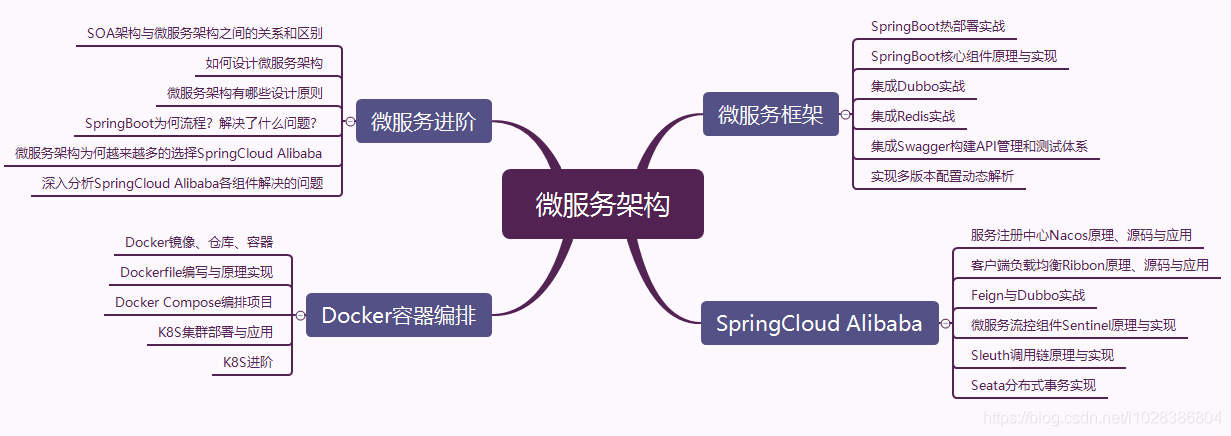 微服务架构
微服务进阶
SOA架构与微服务架构之间的关系和区别
如何设计微服务架构
微服务架构有哪些设计原则
SpringBoot为何流程？解决了什么问题？
微服务架构为何越来越多的选择SpringCloud Alibaba
深入分析SpringCloud Alibaba各组件解决的问题
Docker容器编排
Docker镜像、仓库、容器
Dockerfile编写与原理实现
Docker Compose编排项目
K8S集群部署与应用
K8S进阶
微服务框架
SpringBoot热部署实战
SpringBoot核心组件原理与实现
集成Dubbo实战
集成Redis实战
集成Swagger构建API管理和测试体系
实现多版本配置动态解析
SpringCloud Alibaba
服务注册中心Nacos原理、源码与应用
客户端负载均衡Ribbon原理、源码与应用
Feign与Dubbo实战
微服务流控组件Sentinel原理与实现
Sleuth调用链原理与实现
Seata分布式事务实现
https://blog.csdn.net/l1028386804